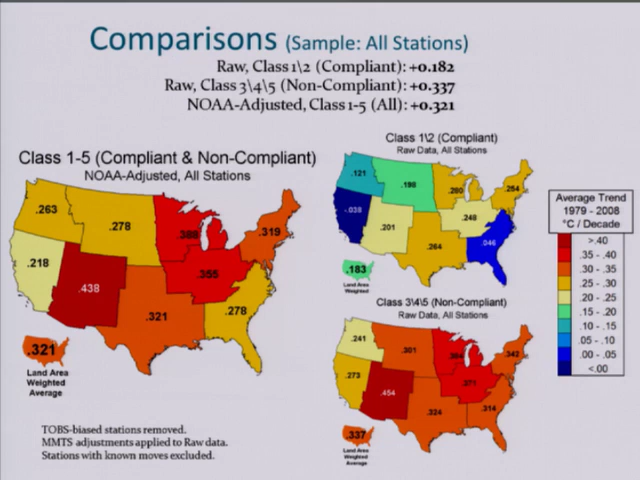 Comparisons (Sample: All Stations)
Raw, Class 1\2 (Compliant): +0.182
Raw, Class 3\4\5 (Non-Compliant): +0.337
NOAA-Adjusted, Class 1-5 (All): +0.321
Class 1-5 (Compliant & Non-Compliant)
NOAA-Adjusted, All Stations
.263
.278
.319
.218
.438
.355
.321
.278
.321
Land Area
Weighted
Average
TOBS-biased stations removed.
MMTS adjustments applied to Raw data.
Stations with known moves excluded.
Class 1\2 (Compliant)
Raw Data, All Stations
.121
-.038
.201
.264
.248
.046
.183
Land Area
Weighted
Class 3\4\5 (Non-Compliant)
Raw Data, All Stations
.241
.301
.342
.273
.454
.371
.324
.314
.337
Land Area
Weighted
Average
Average Trend
1979 - 2008
°C / Decade
>.40
.35 - .40
.30 - .35
.25 - .30
.20 - .25
.15 - .20
.10 - .15
.05 - .10
.00 - .05
<.00